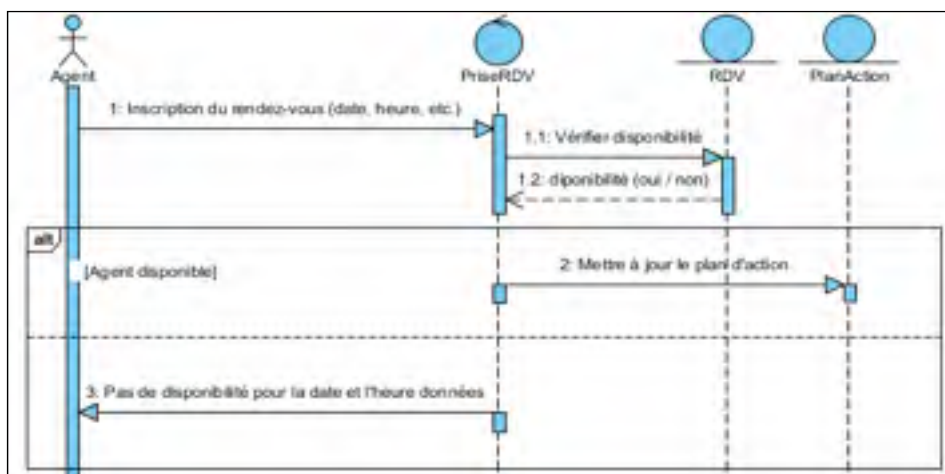 Agent
PriseRDV
RDV
PlanAction
1: Inscription du rendez-vous (date, heure, etc.)
1.1: Vérifier disponibilité
1.2: diponibilité (oui / non)
alt
[Agent disponible]
2: Mettre à jour le plan d'action
3: Pas de disponibilité pour la date et l'heure données